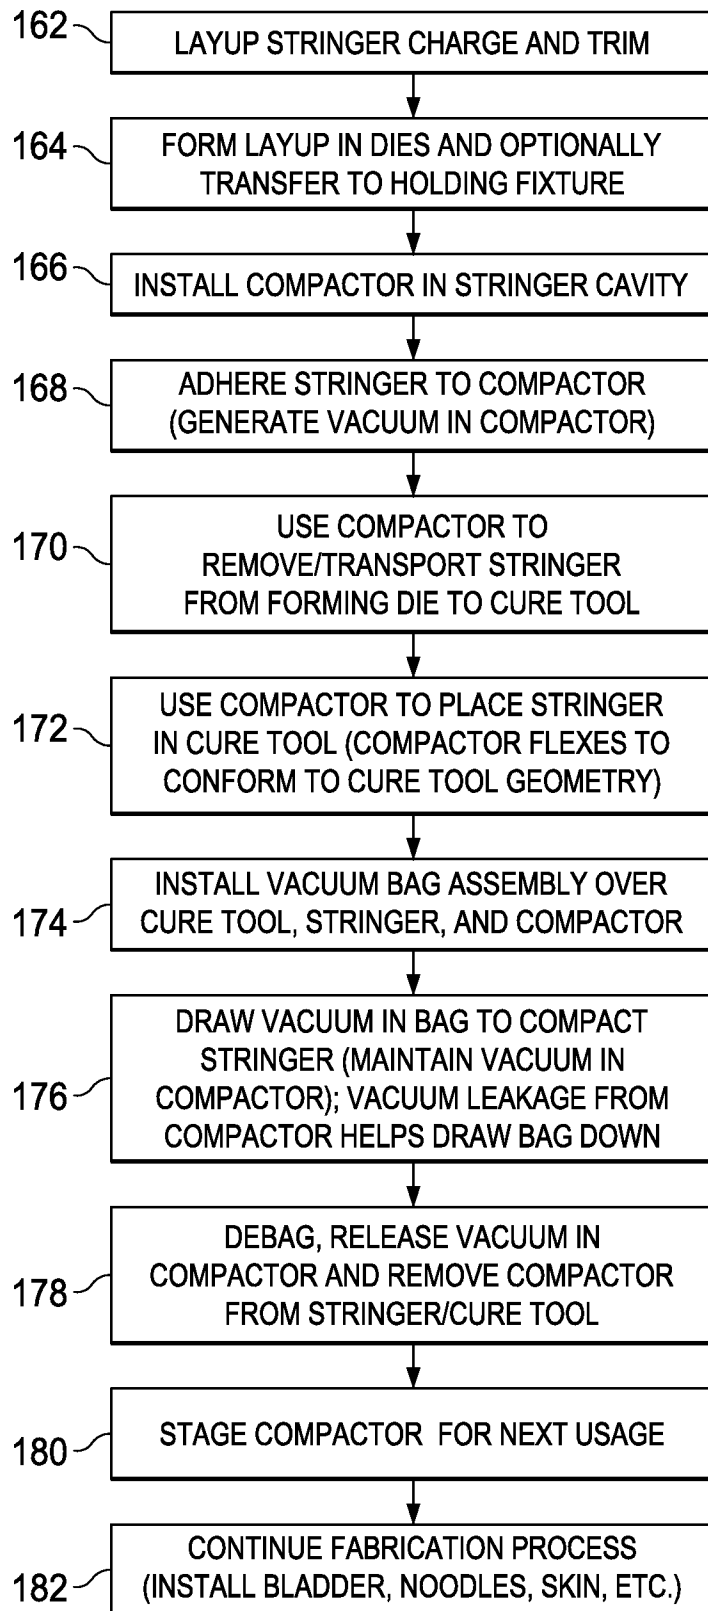 162
LAYUP STRINGER CHARGE AND TRIM
164
FORM LAYUP IN DIES AND OPTIONALLY
TRANSFER TO HOLDING FIXTURE
166
INSTALL COMPACTOR IN STRINGER CAVITY
168
ADHERE STRINGER TO COMPACTOR
(GENERATE VACUUM IN COMPACTOR)
170
USE COMPACTOR TO
REMOVE/TRANSPORT STRINGER
FROM FORMING DIE TO CURE TOOL
172
USE COMPACTOR TO PLACE STRINGER
IN CURE TOOL (COMPACTOR FLEXES TO
CONFORM TO CURE TOOL GEOMETRY)
174
INSTALL VACUUM BAG ASSEMBLY OVER
CURE TOOL, STRINGER, AND COMPACTOR
176
DRAW VACUUM IN BAG TO COMPACT
STRINGER (MAINTAIN VACUUM IN
COMPACTOR); VACUUM LEAKAGE FROM
COMPACTOR HELPS DRAW BAG DOWN
178
DEBAG, RELEASE VACUUM IN
COMPACTOR AND REMOVE COMPACTOR
FROM STRINGER/CURE TOOL
180
STAGE COMPACTOR FOR NEXT USAGE
182
CONTINUE FABRICATION PROCESS
(INSTALL BLADDER, NOODLES, SKIN, ETC.)